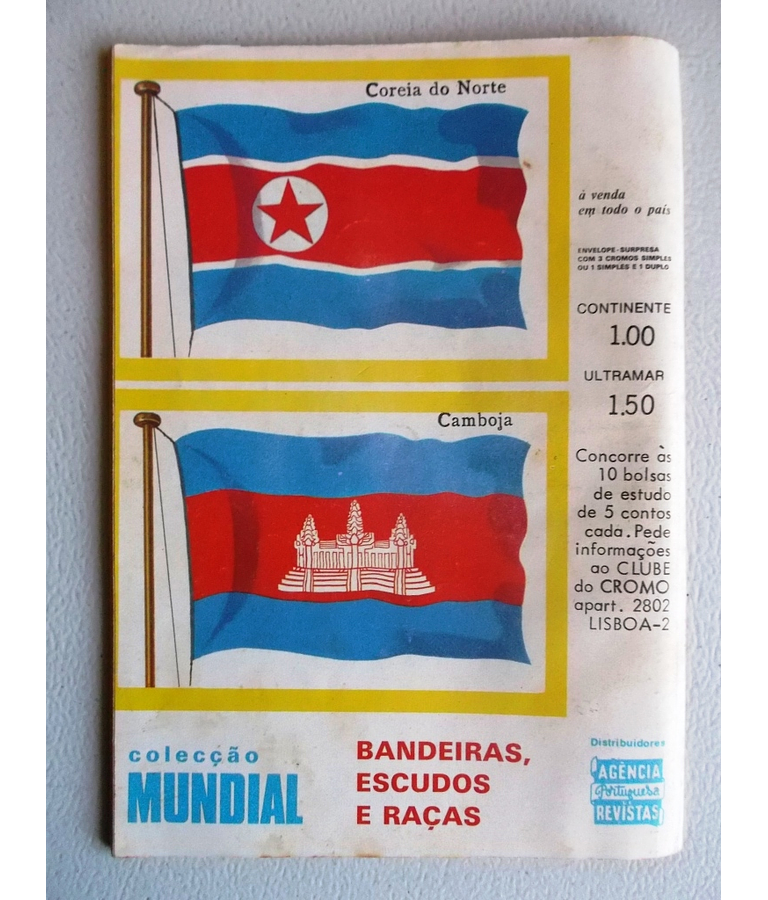 Coreia do Norte
à venda
em todo o país
ENVELOPE-SURPRESA
COM 3 CROMOS SIMPLES
OU 1 SIMPLES E 1 DUPLO
CONTINENTE
1.00
ULTRAMAR
1.50
Camboja
Concorre às
10 bolsas
de estudo
de 5 contos
cada. Pede
informações
ao CLUBE
do CROMO
apart. 2802
LISBOA-2
colecção
MUNDIAL
BANDEIRAS,
ESCUDOS
E RAÇAS
Distribuidores
AGÊNCIA
Portuguesa
REVISTAS